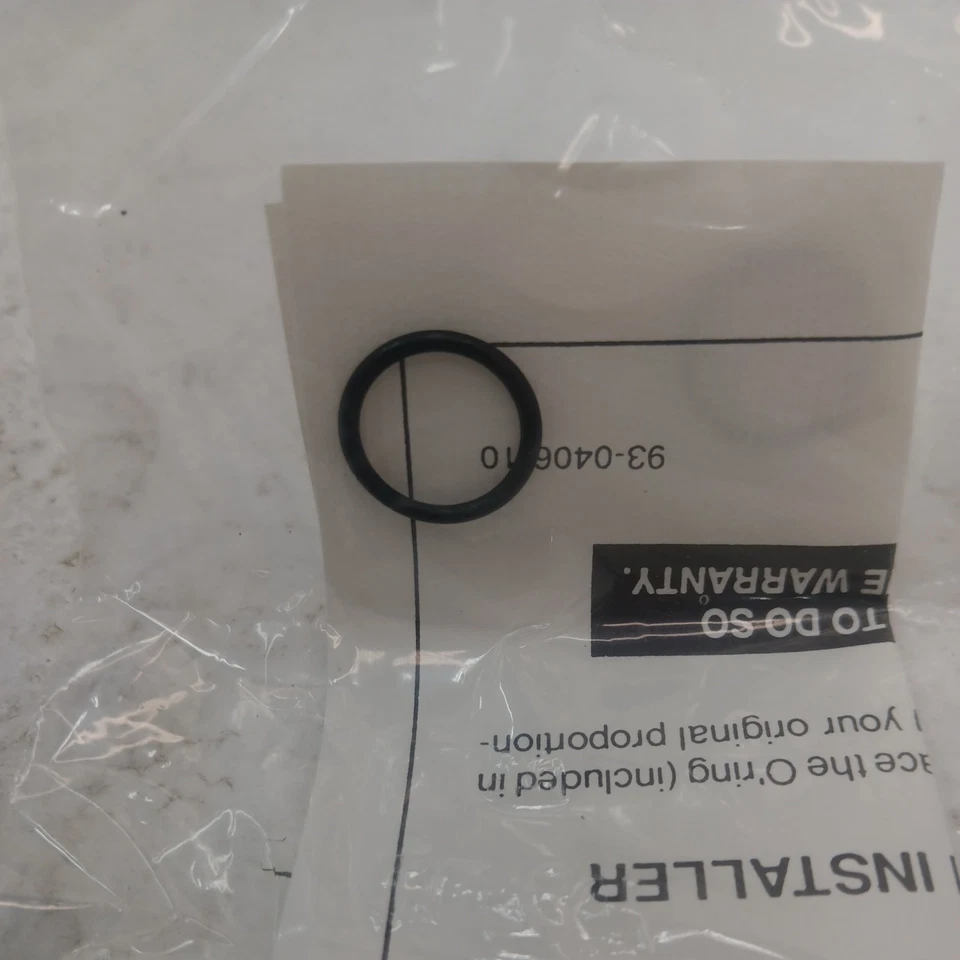 INSTALLER
ace the O'ring (included in
your original proportion-
TO DO SO
E WARRANTY.
93-0406-10